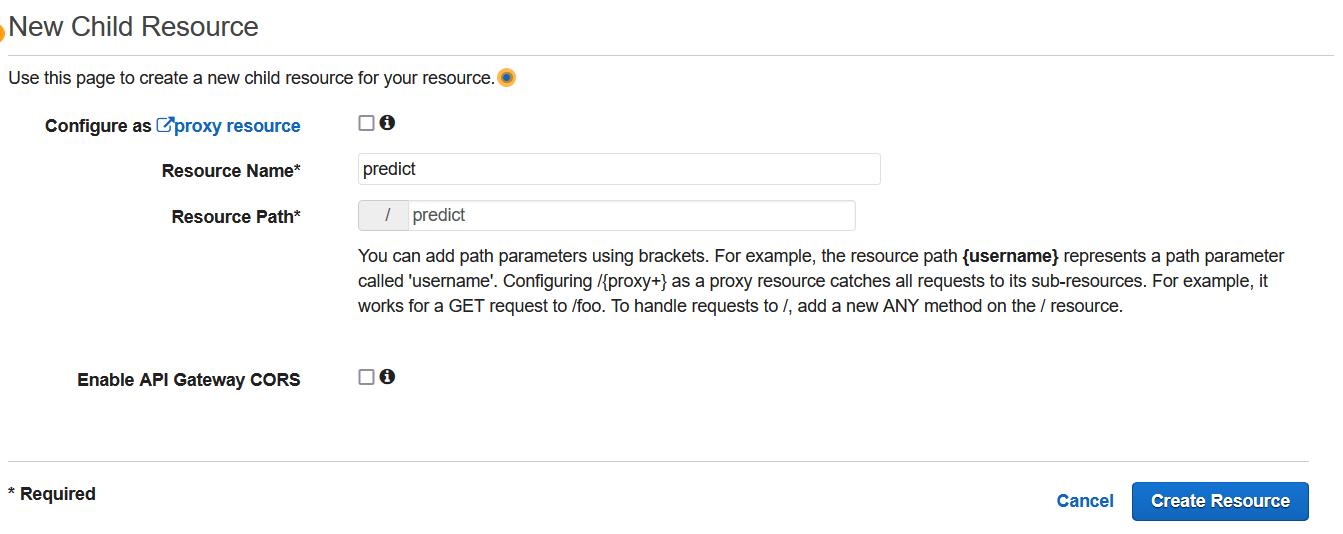 New Child Resource
Use this page to create a new child resource for your resource.
Configure as proxy resource
Resource Name* predict
Resource Path* / predict
You can add path parameters using brackets. For example, the resource path {username} represents a path parameter
called 'username'. Configuring /{proxy+} as a proxy resource catches all requests to its sub-resources. For example, it
works for a GET request to /foo. To handle requests to /, add a new ANY method on the / resource.
Enable API Gateway CORS
* Required
Cancel Create Resource